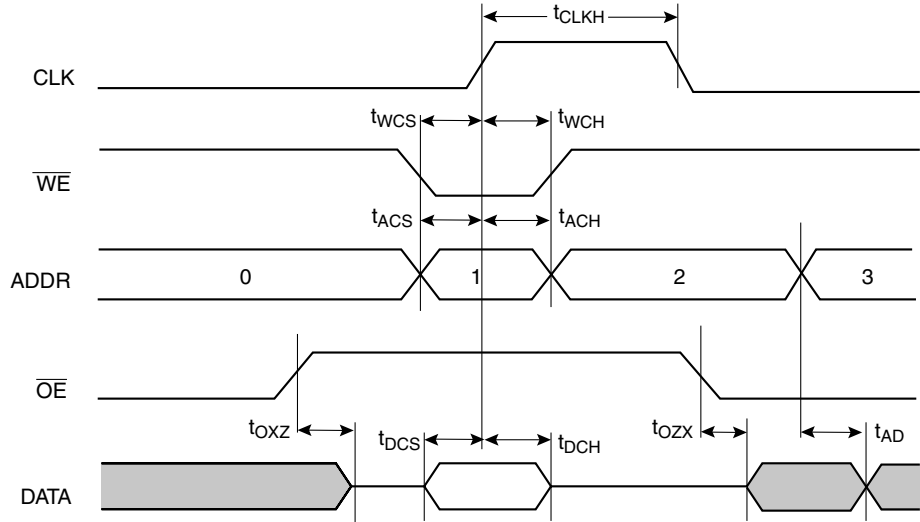 tCLKH
CLK
tWCS tWCH
WE
tACS tACH
ADDR 0 1 2 3
OE
tOXZ tDCS tDCH tOZX tAD
DATA